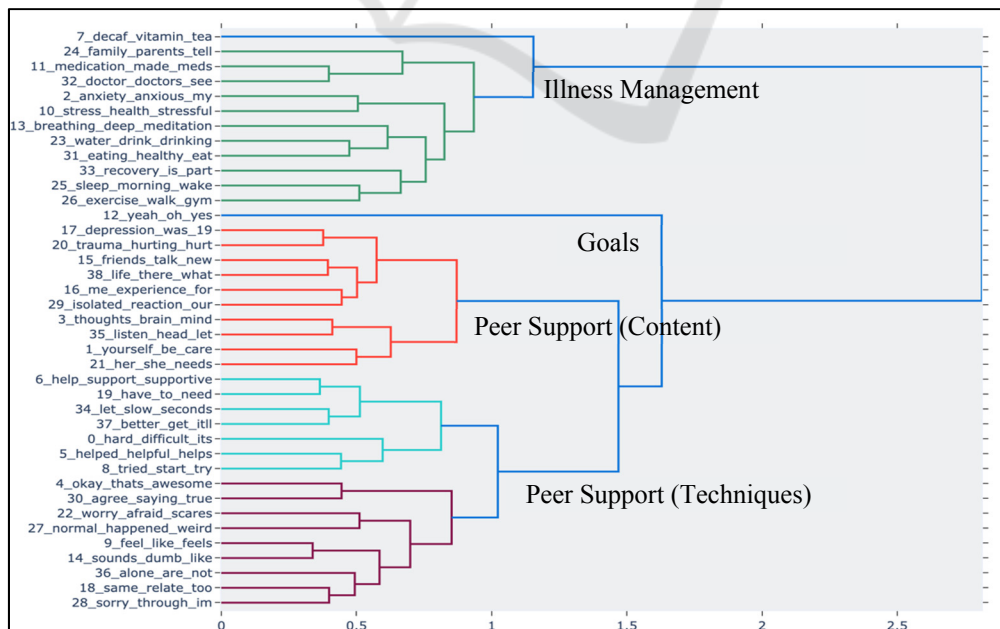 7_decaf_vitamin_tea
24_family_parents_tell
11_medication_made_meds
32_doctor_doctors_see
2_anxiety_anxious_my
10_stress_health_stressful
13_breathing_deep_meditation
23_water_drink_drinking
31_eating_healthy_eat
33_recovery_is_part
25_sleep_morning_wake
26_exercise_walk_gym
12_yeah_oh_yes
17_depression_was_19
20_trauma_hurting_hurt
15_friends_talk_new
38_life_there_what
16_me_experience_for
29_isolated_reaction_our
3_thoughts_brain_mind
35_listen_head_let
1_yourself_be_care
21_her_she_needs
6_help_support_supportive
19_have_to_need
34_let_slow_seconds
37_better_get_itll
0_hard_difficult_its
5_helped_helpful_helps
8_tried_start_try
4_okay_thats_awesome
30_agree_saying_true
22_worry_afraid_scares
27_normal_happened_weird
9_feel_like_feels
14_sounds_dumb_like
36_alone_are_not
18_same_relate_too
28_sorry_through_im
Illness Management
Goals
Peer Support (Content)
Peer Support (Techniques)
0 0.5 1 1.5 2 2.5